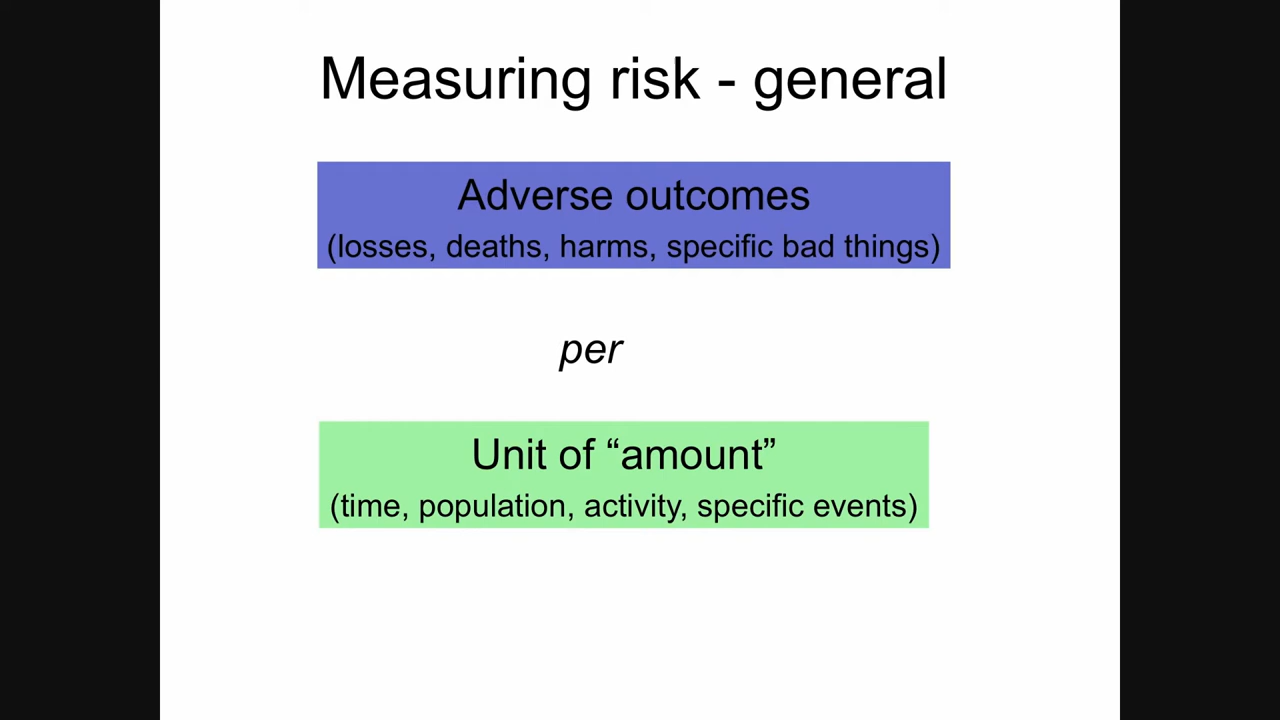 Measuring risk - general
Adverse outcomes
(losses, deaths, harms, specific bad things)
per
Unit of “amount”
(time, population, activity, specific events)